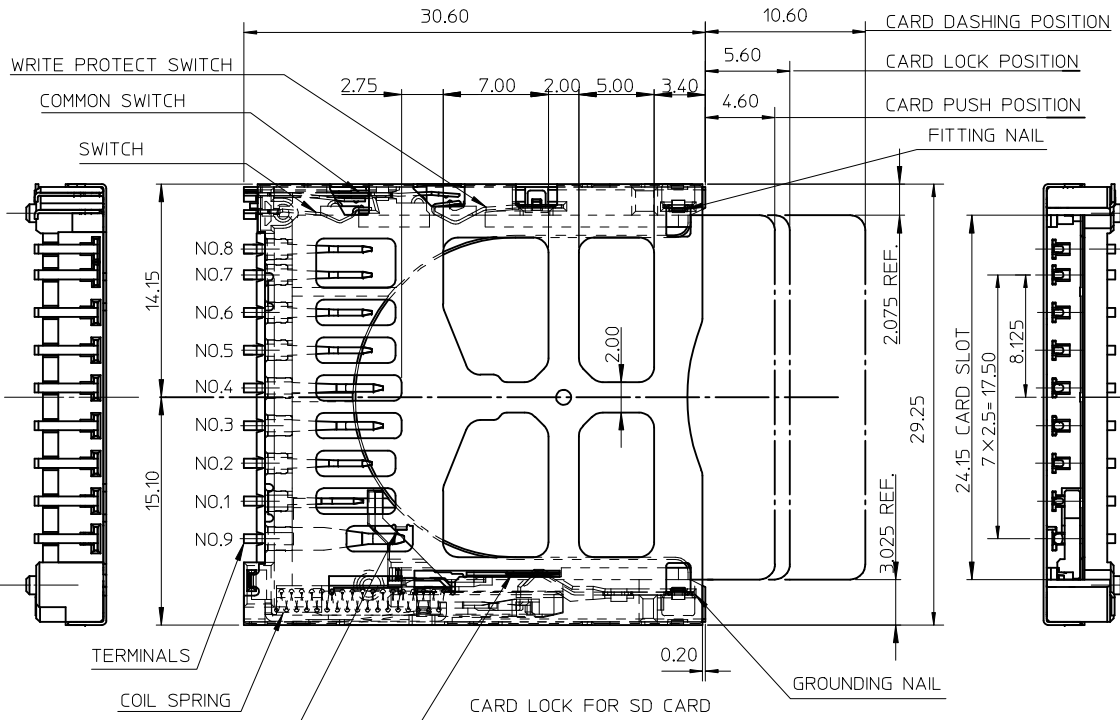 30.60
10.60
CARD DASHING POSITION
5.60
CARD LOCK POSITION
WRITE PROTECT SWITCH
2.75
7.00
2.00
5.00
3.40
4.60
CARD PUSH POSITION
COMMON SWITCH
FITTING NAIL
SWITCH
NO.8
NO.7
NO.6
NO.5
NO.4
NO.3
NO.2
NO.1
NO.9
14.15
15.10
2.00
2.075 REF.
29.25
3.025 REF.
24.15 CARD SLOT
7×2.5=17.50
8.125
TERMINALS
0.20
GROUNDING NAIL
COIL SPRING
CARD LOCK FOR SD CARD